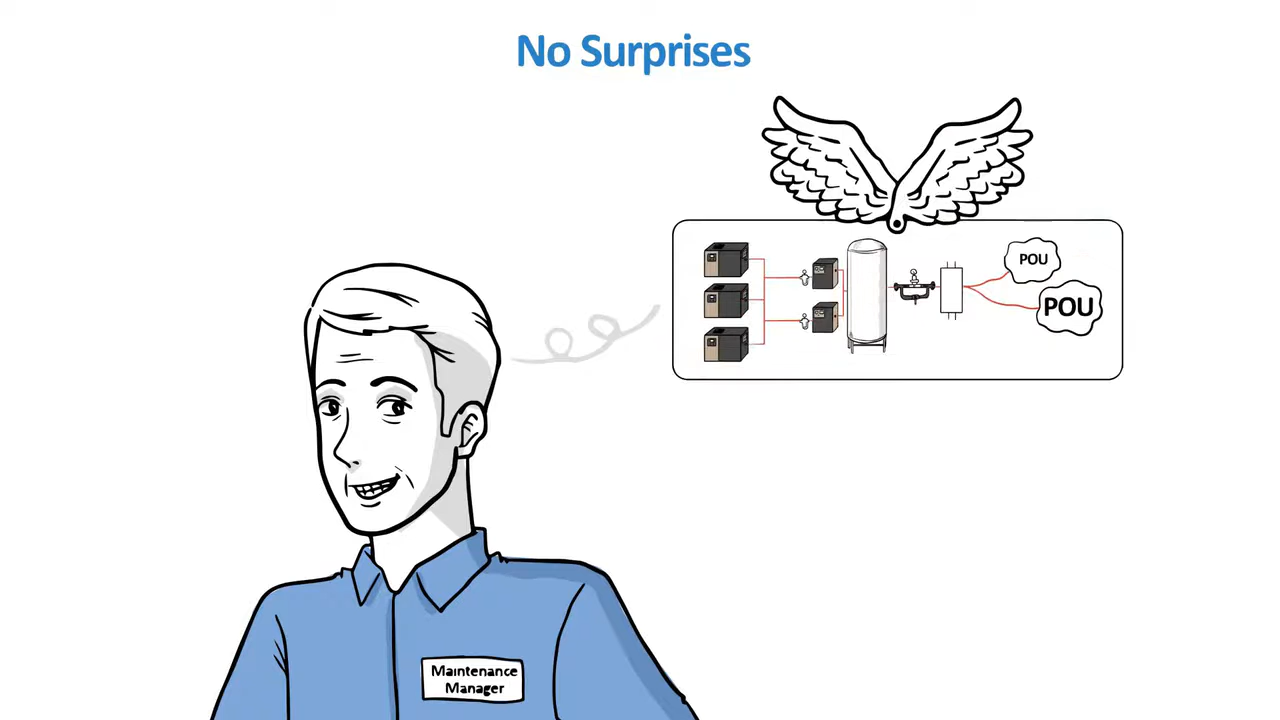 No Surprises
POU
POU
Maintenance
Manager